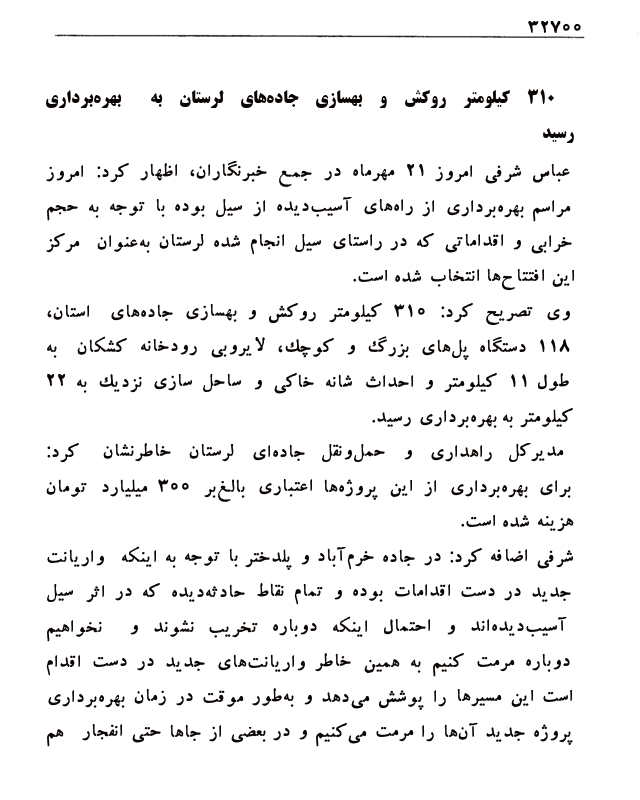 ۳۲۷۰۰
۳۱۰ کیلومتر روکش و بهسازی جاده‌های لرستان به بهره‌برداری
رسید
عباس شرفی امروز ۲۱ مهرماه در جمع خبرنگاران، اظهار کرد: امروز
مراسم بهره‌برداری از راه‌های آسیب‌دیده از سیل بوده با توجه به حجم
خرابی و اقداماتی که در راستای سیل انجام شده لرستان به‌عنوان مرکز
این افتتاح‌ها انتخاب شده است.
وی تصریح کرد: ۳۱۰ کیلومتر روکش و بهسازی جاده‌های استان،
۱۱۸ دستگاه پل‌های بزرگ و کوچک، لایروبی رودخانه کشکان به
طول ۱۱ کیلومتر و احداث شانه خاکی و ساحل سازی نزدیک به ۲۲
کیلومتر به بهره‌برداری رسید.
مدیرکل راهداری و حمل‌ونقل جاده‌ای لرستان خاطرنشان کرد:
برای بهره‌برداری از این پروژه‌ها اعتباری بالغ‌بر ۳۰۰ میلیارد تومان
هزینه شده است.
شرفی اضافه کرد: در جاده خرم‌آباد و پلدختر با توجه به اینکه واریانت
جدید در دست اقدامات بوده و تمام نقاط حادثه‌دیده که در اثر سیل
آسیب‌دیده‌اند و احتمال اینکه دوباره تخریب نشوند و نخواهیم
دوباره مرمت کنیم به همین خاطر واریانت‌های جدید در دست اقدام
است این مسیرها را پوشش می‌دهد و به‌طور موقت در زمان بهره‌برداری
پروژه جدید آن‌ها را مرمت می‌کنیم و در بعضی از جاها حتی انفجار هم